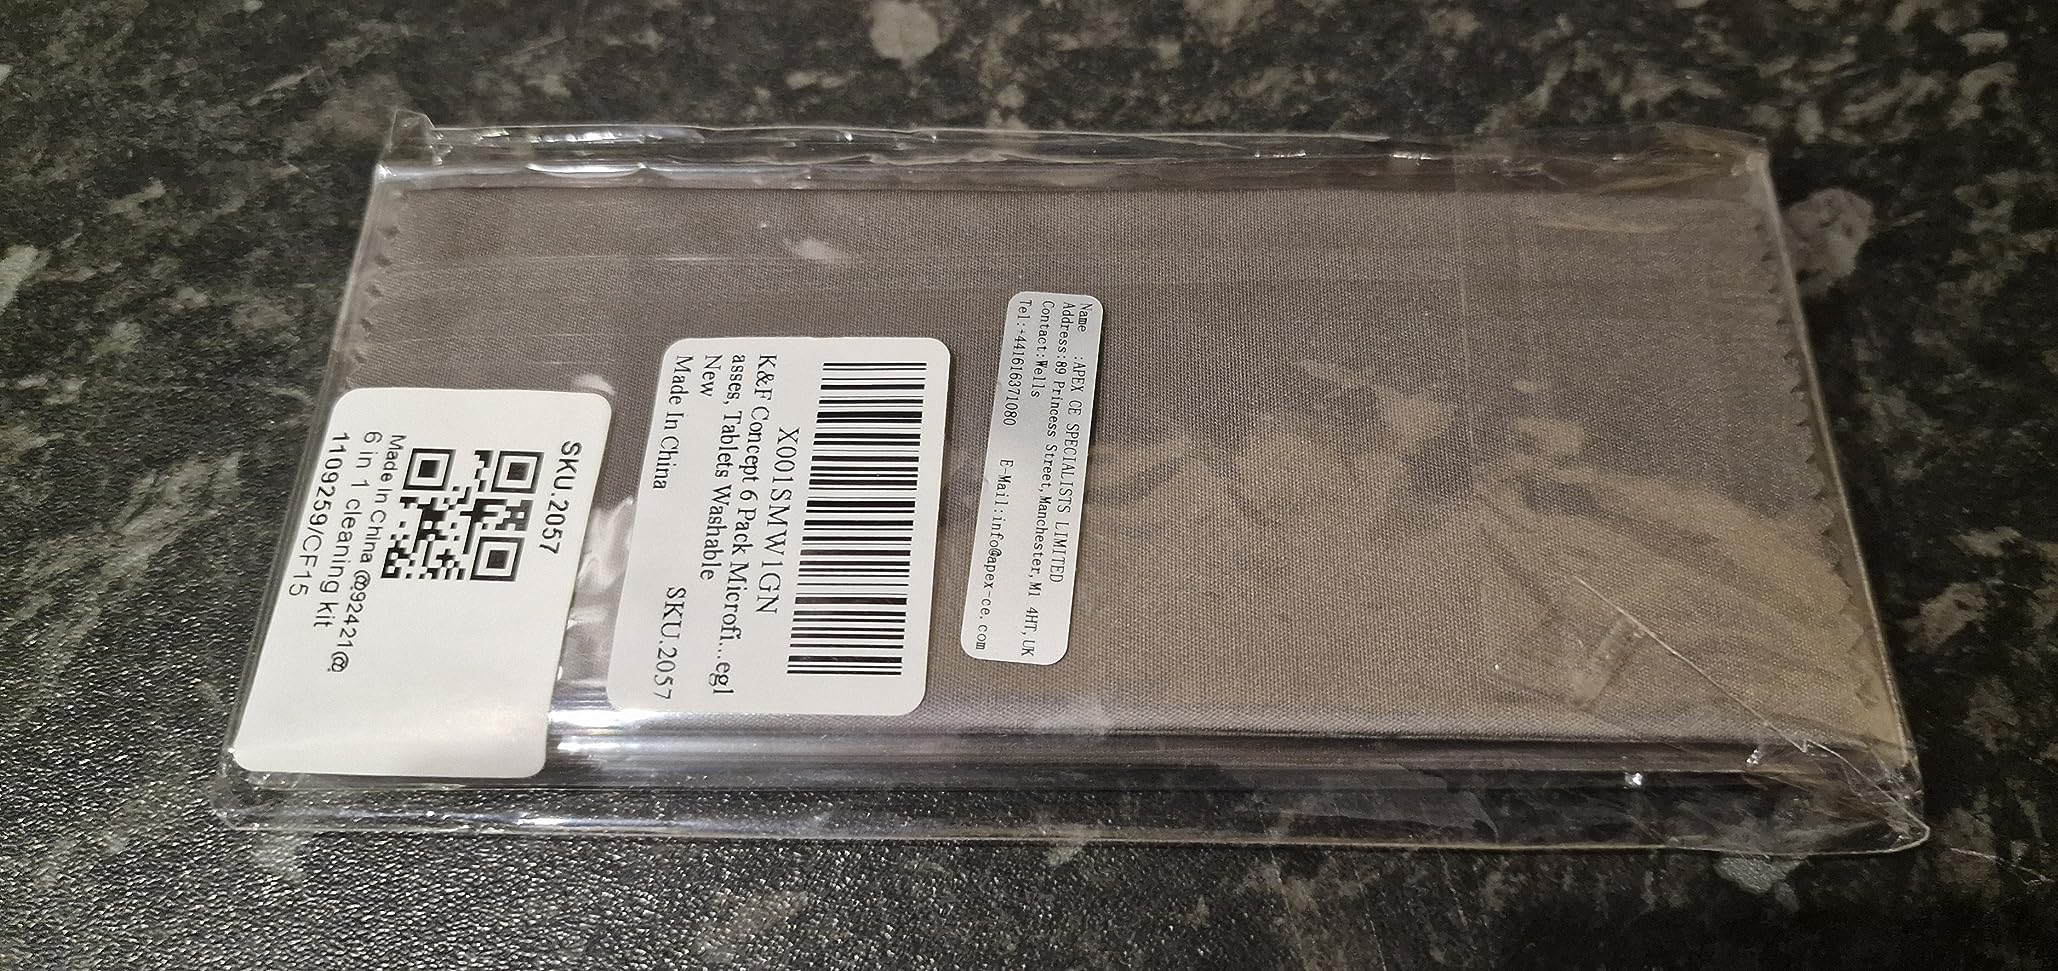 SKU.2057
Made in China @92421@
6 in 1 cleaning kit
1109259/CF15
X001SMW1GN
K&F Concept 6 Pack Microfi...egl
asses, Tablets Washable
New
Made In China SKU.2057
Name :APEX CE SPECIALISTS LIMITED
Address:89 Princess Street,Manchester,M1 4HT,UK
Contact:Wells
Tel:+441616371080 E-Mail:info@apex-ce.com